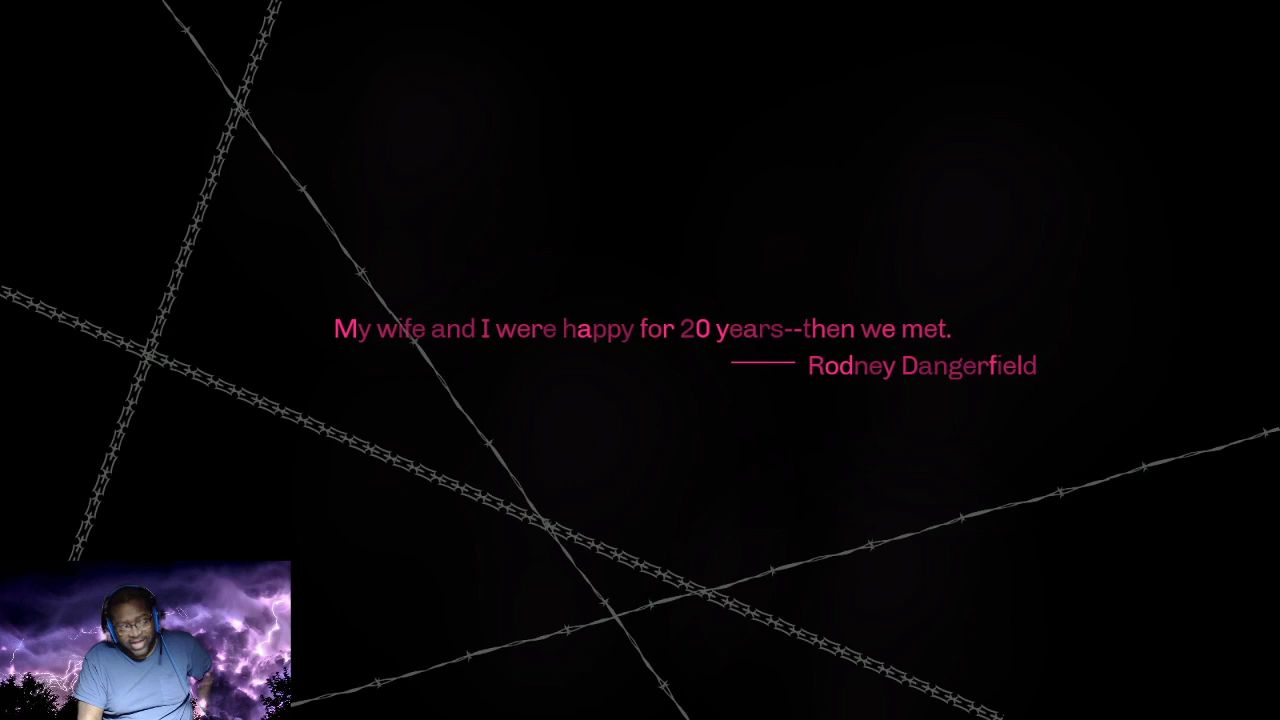 My wife and I were happy for 20 years--then we met.
—— Rodney Dangerfield